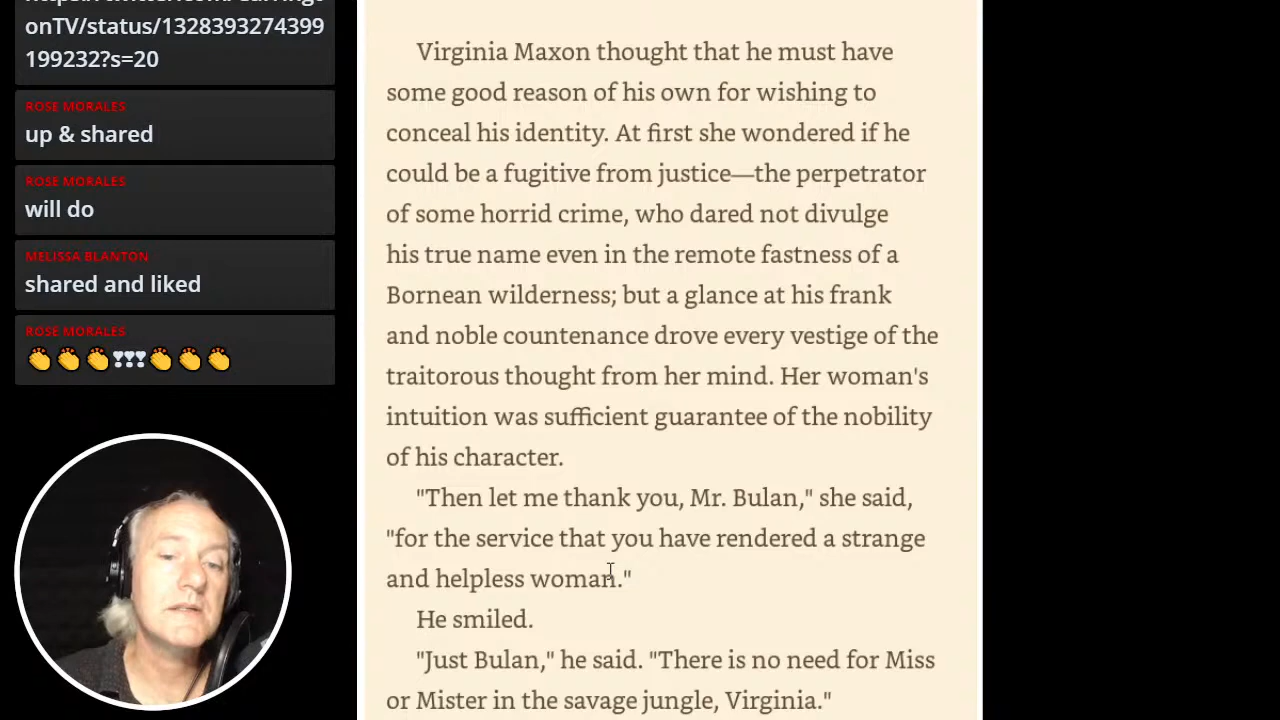 onTV/status/1328393274399
199232?s=20
ROSE MORALES
up & shared
ROSE MORALES
will do
MELISSA BLANTON
shared and liked
ROSE MORALES
👏👏👏❣❣❣👏👏👏
Virginia Maxon thought that he must have
some good reason of his own for wishing to
conceal his identity. At first she wondered if he
could be a fugitive from justice—the perpetrator
of some horrid crime, who dared not divulge
his true name even in the remote fastness of a
Bornean wilderness; but a glance at his frank
and noble countenance drove every vestige of the
traitorous thought from her mind. Her woman's
intuition was sufficient guarantee of the nobility
of his character.
"Then let me thank you, Mr. Bulan," she said,
"for the service that you have rendered a strange
and helpless woman."
He smiled.
"Just Bulan," he said. "There is no need for Miss
or Mister in the savage jungle, Virginia."